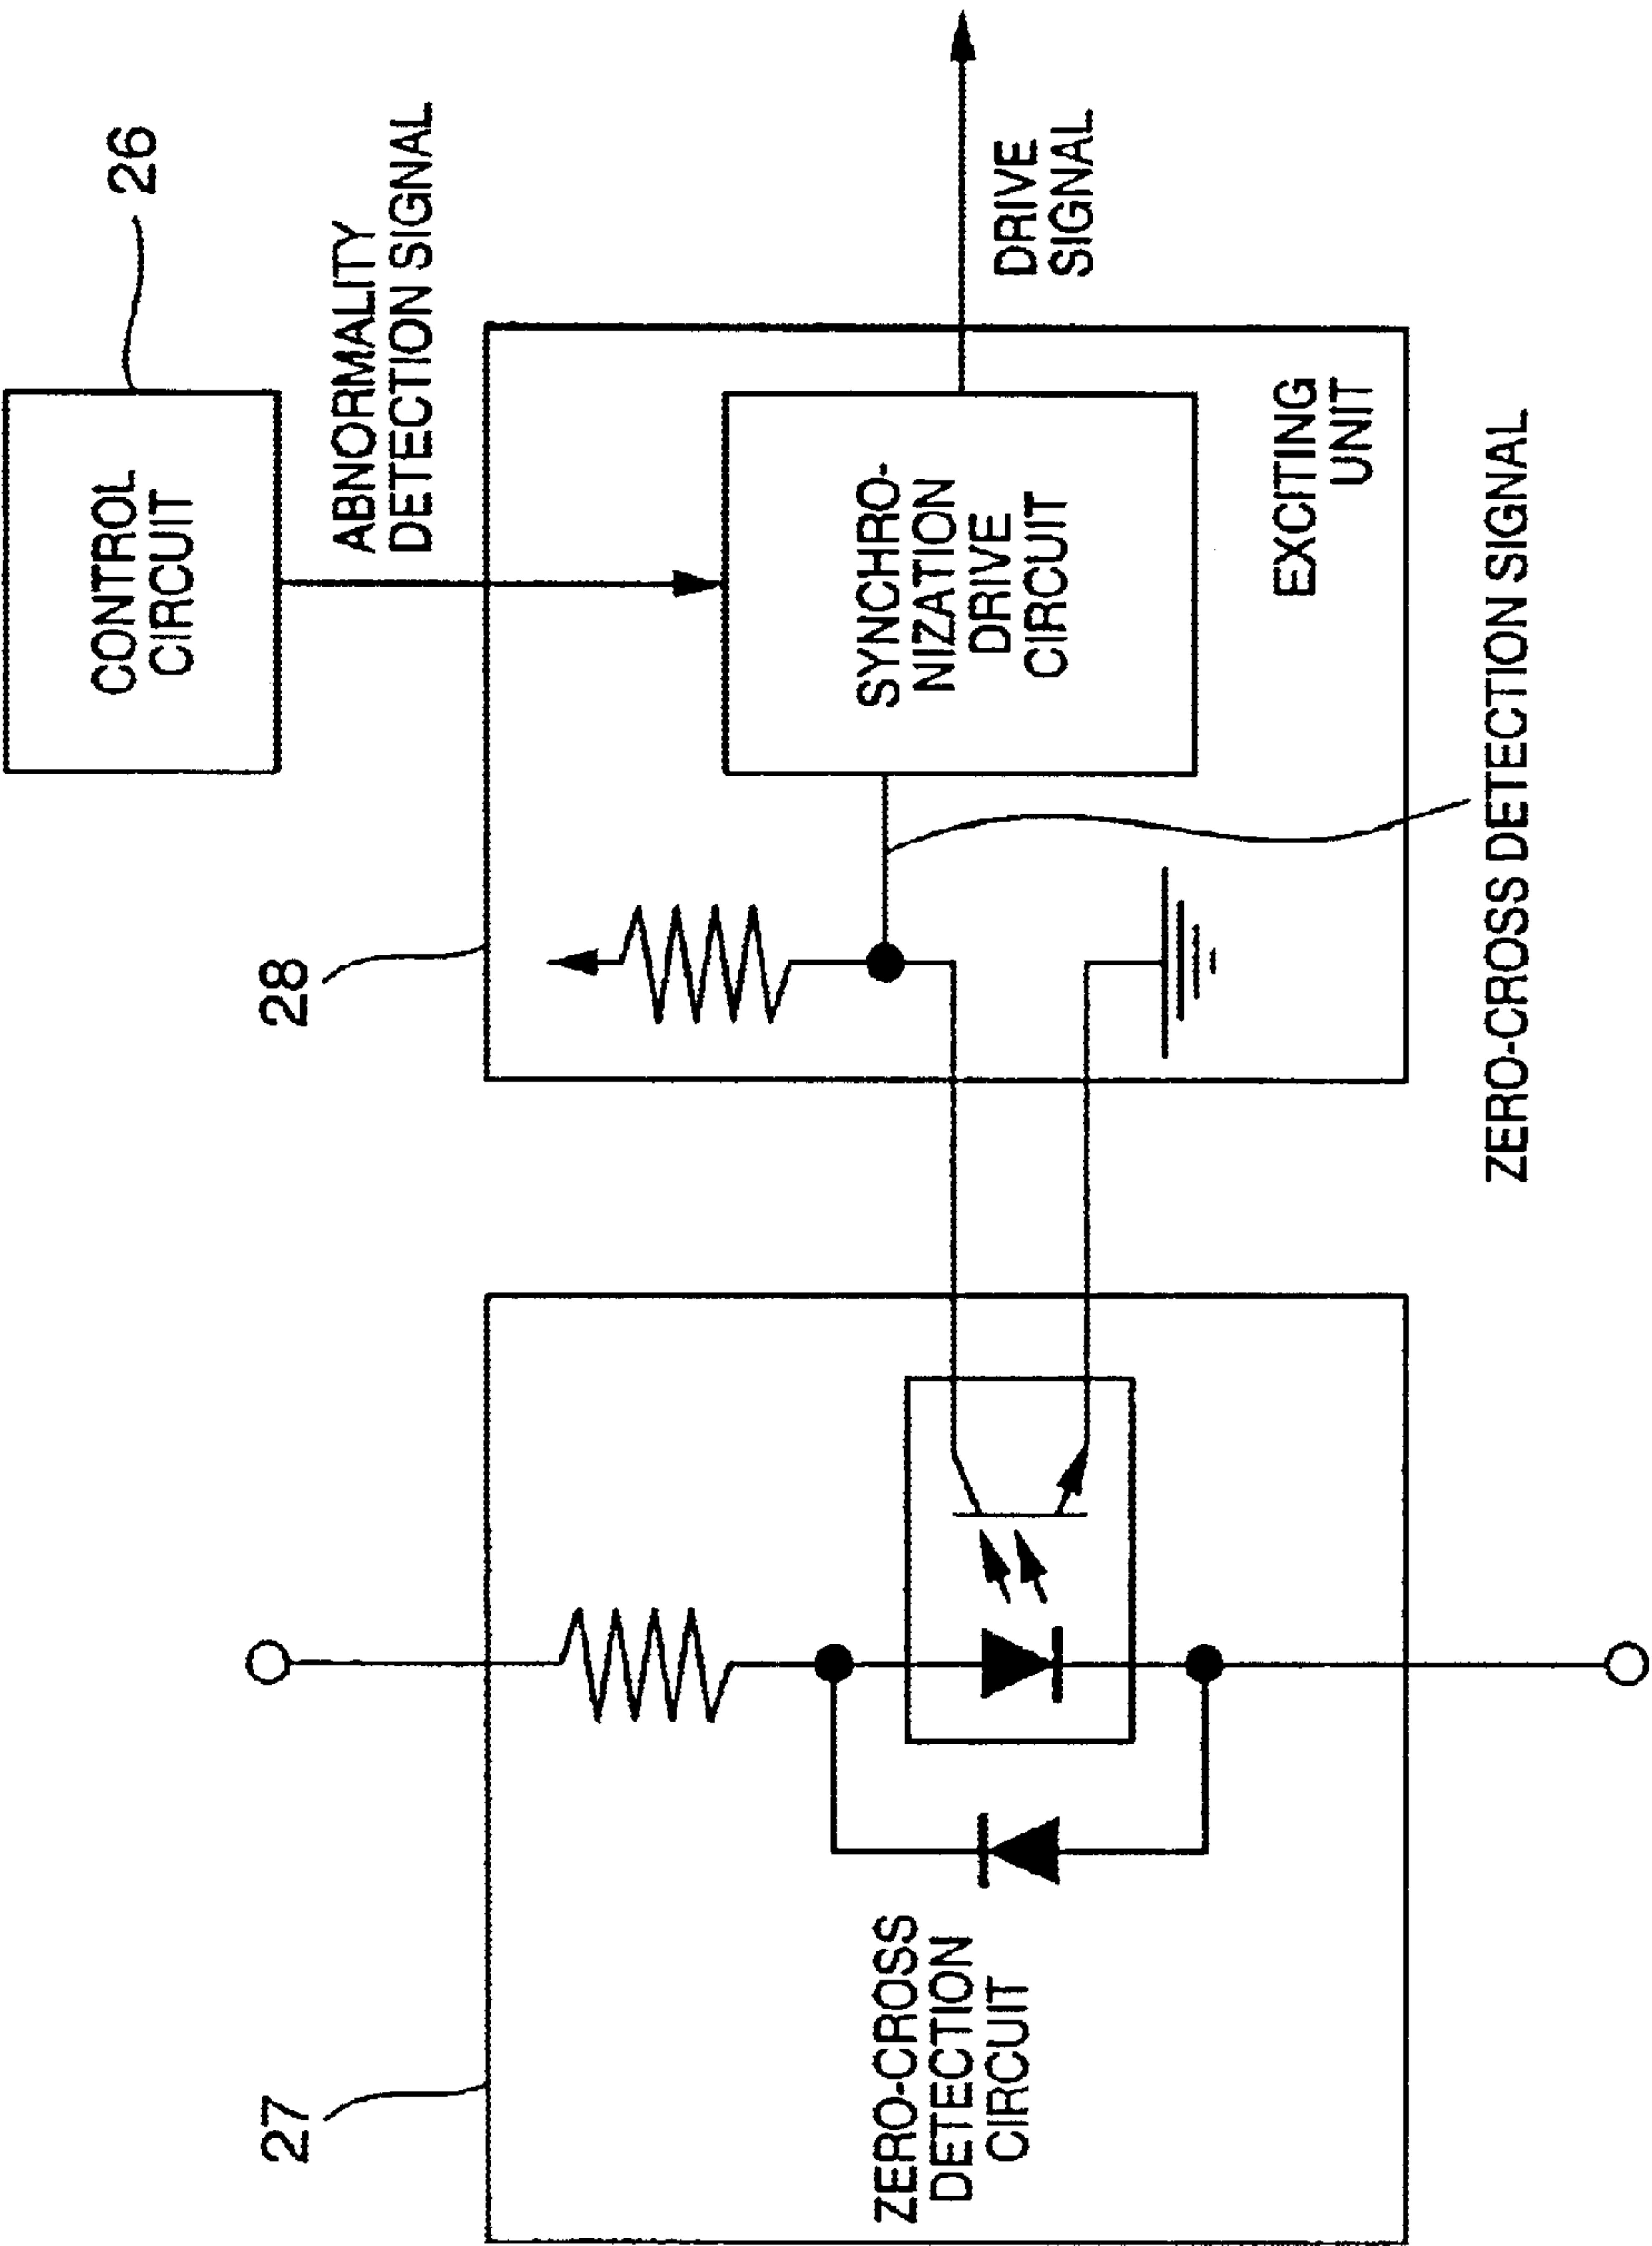 26
CONTROL
CIRCUIT
ABNORMALITY
DETECTION SIGNAL
27
28
ZERO-CROSS
DETECTION
CIRCUIT
SYNCHRO-
NIZATION
DRIVE
CIRCUIT
DRIVE
SIGNAL
EXCITING
UNIT
ZERO-CROSS DETECTION SIGNAL